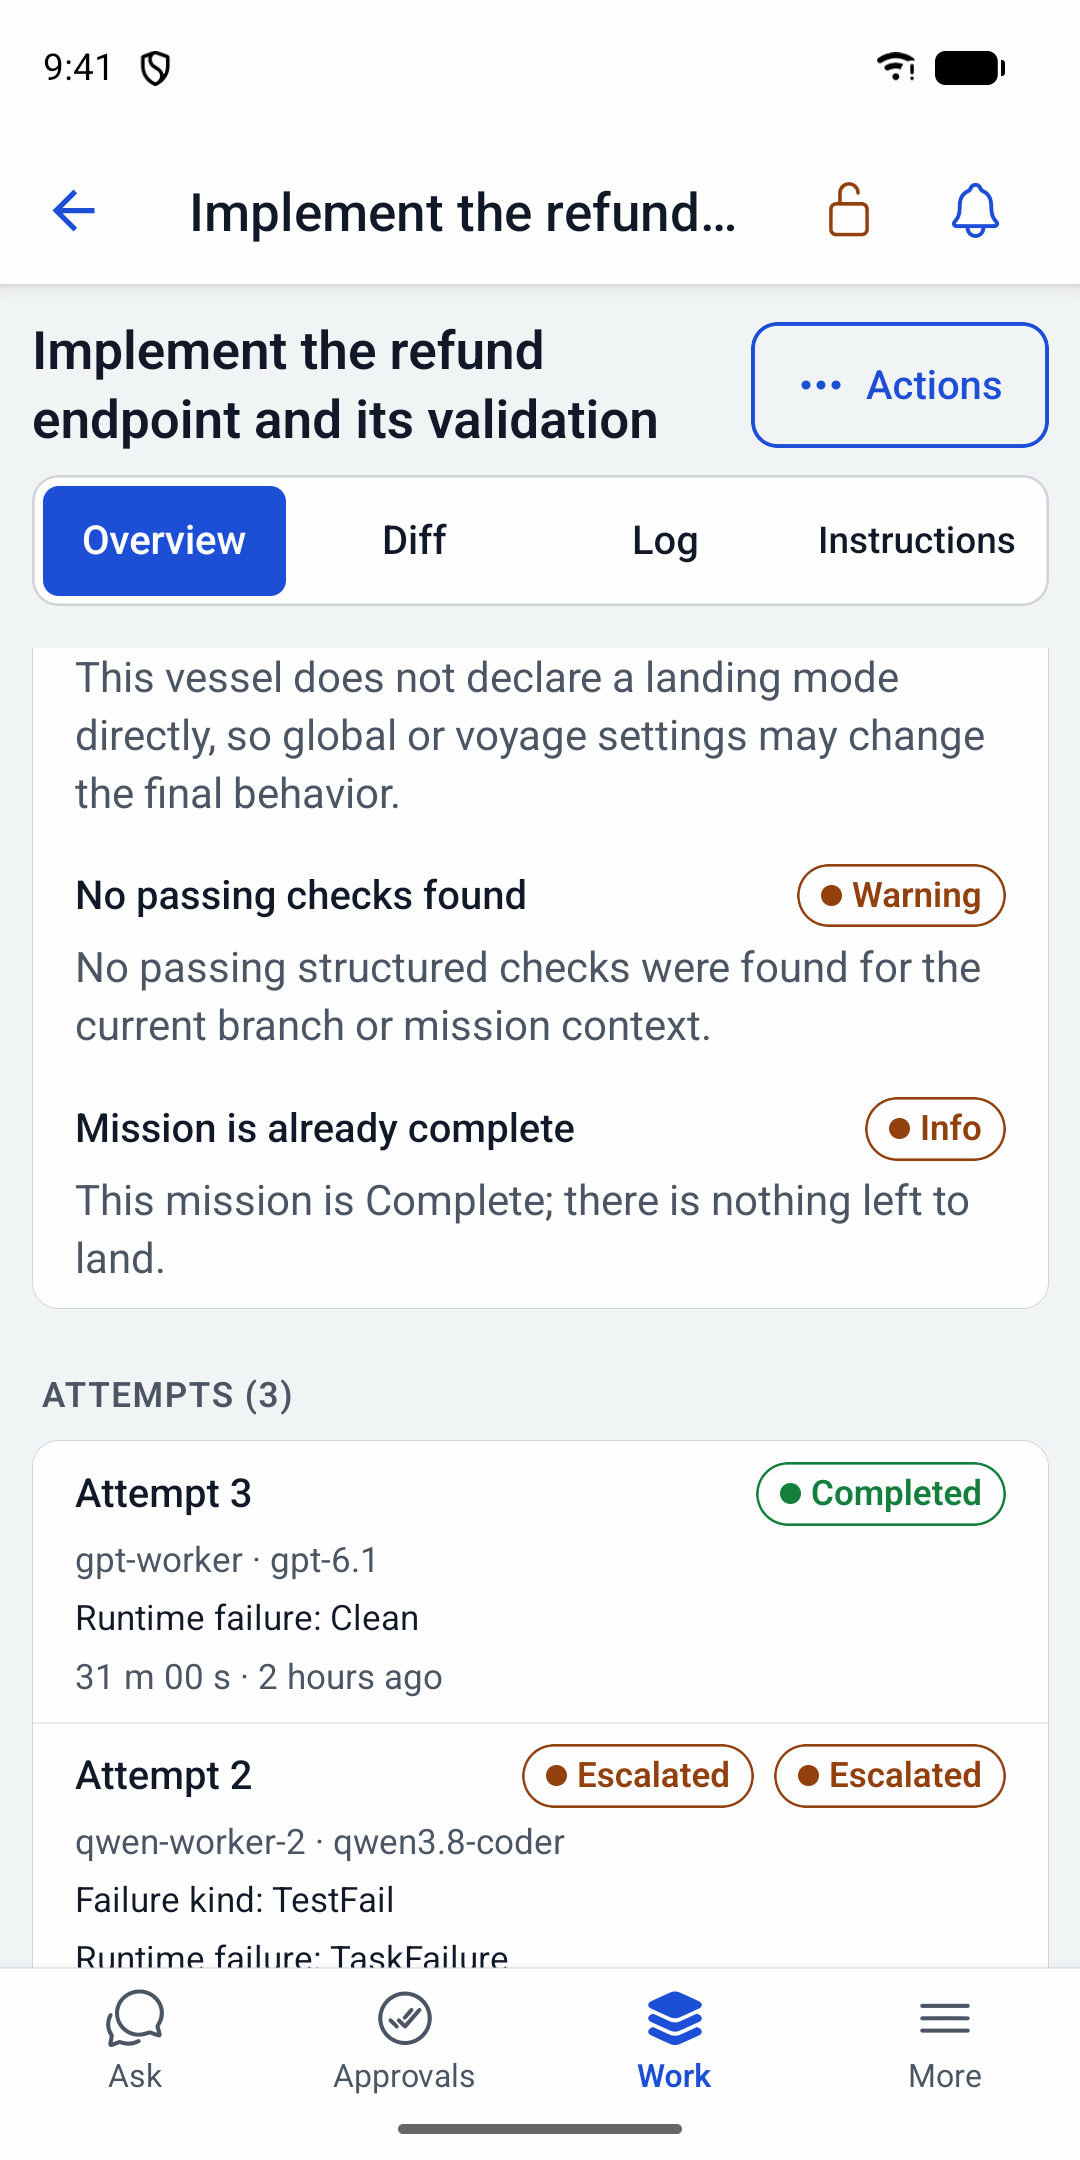 9:41
Implement the refund...
Implement the refund
endpoint and its validation
••• Actions
Overview
Diff
Log
Instructions
This vessel does not declare a landing mode
directly, so global or voyage settings may change
the final behavior.
No passing checks found
Warning
No passing structured checks were found for the
current branch or mission context.
Mission is already complete
Info
This mission is Complete; there is nothing left to
land.
ATTEMPTS (3)
Attempt 3
Completed
gpt-worker · gpt-6.1
Runtime failure: Clean
31 m 00 s · 2 hours ago
Attempt 2
Escalated
Escalated
qwen-worker-2 · qwen3.8-coder
Failure kind: TestFail
Runtime failure: TaskFailure
Ask
Approvals
Work
More